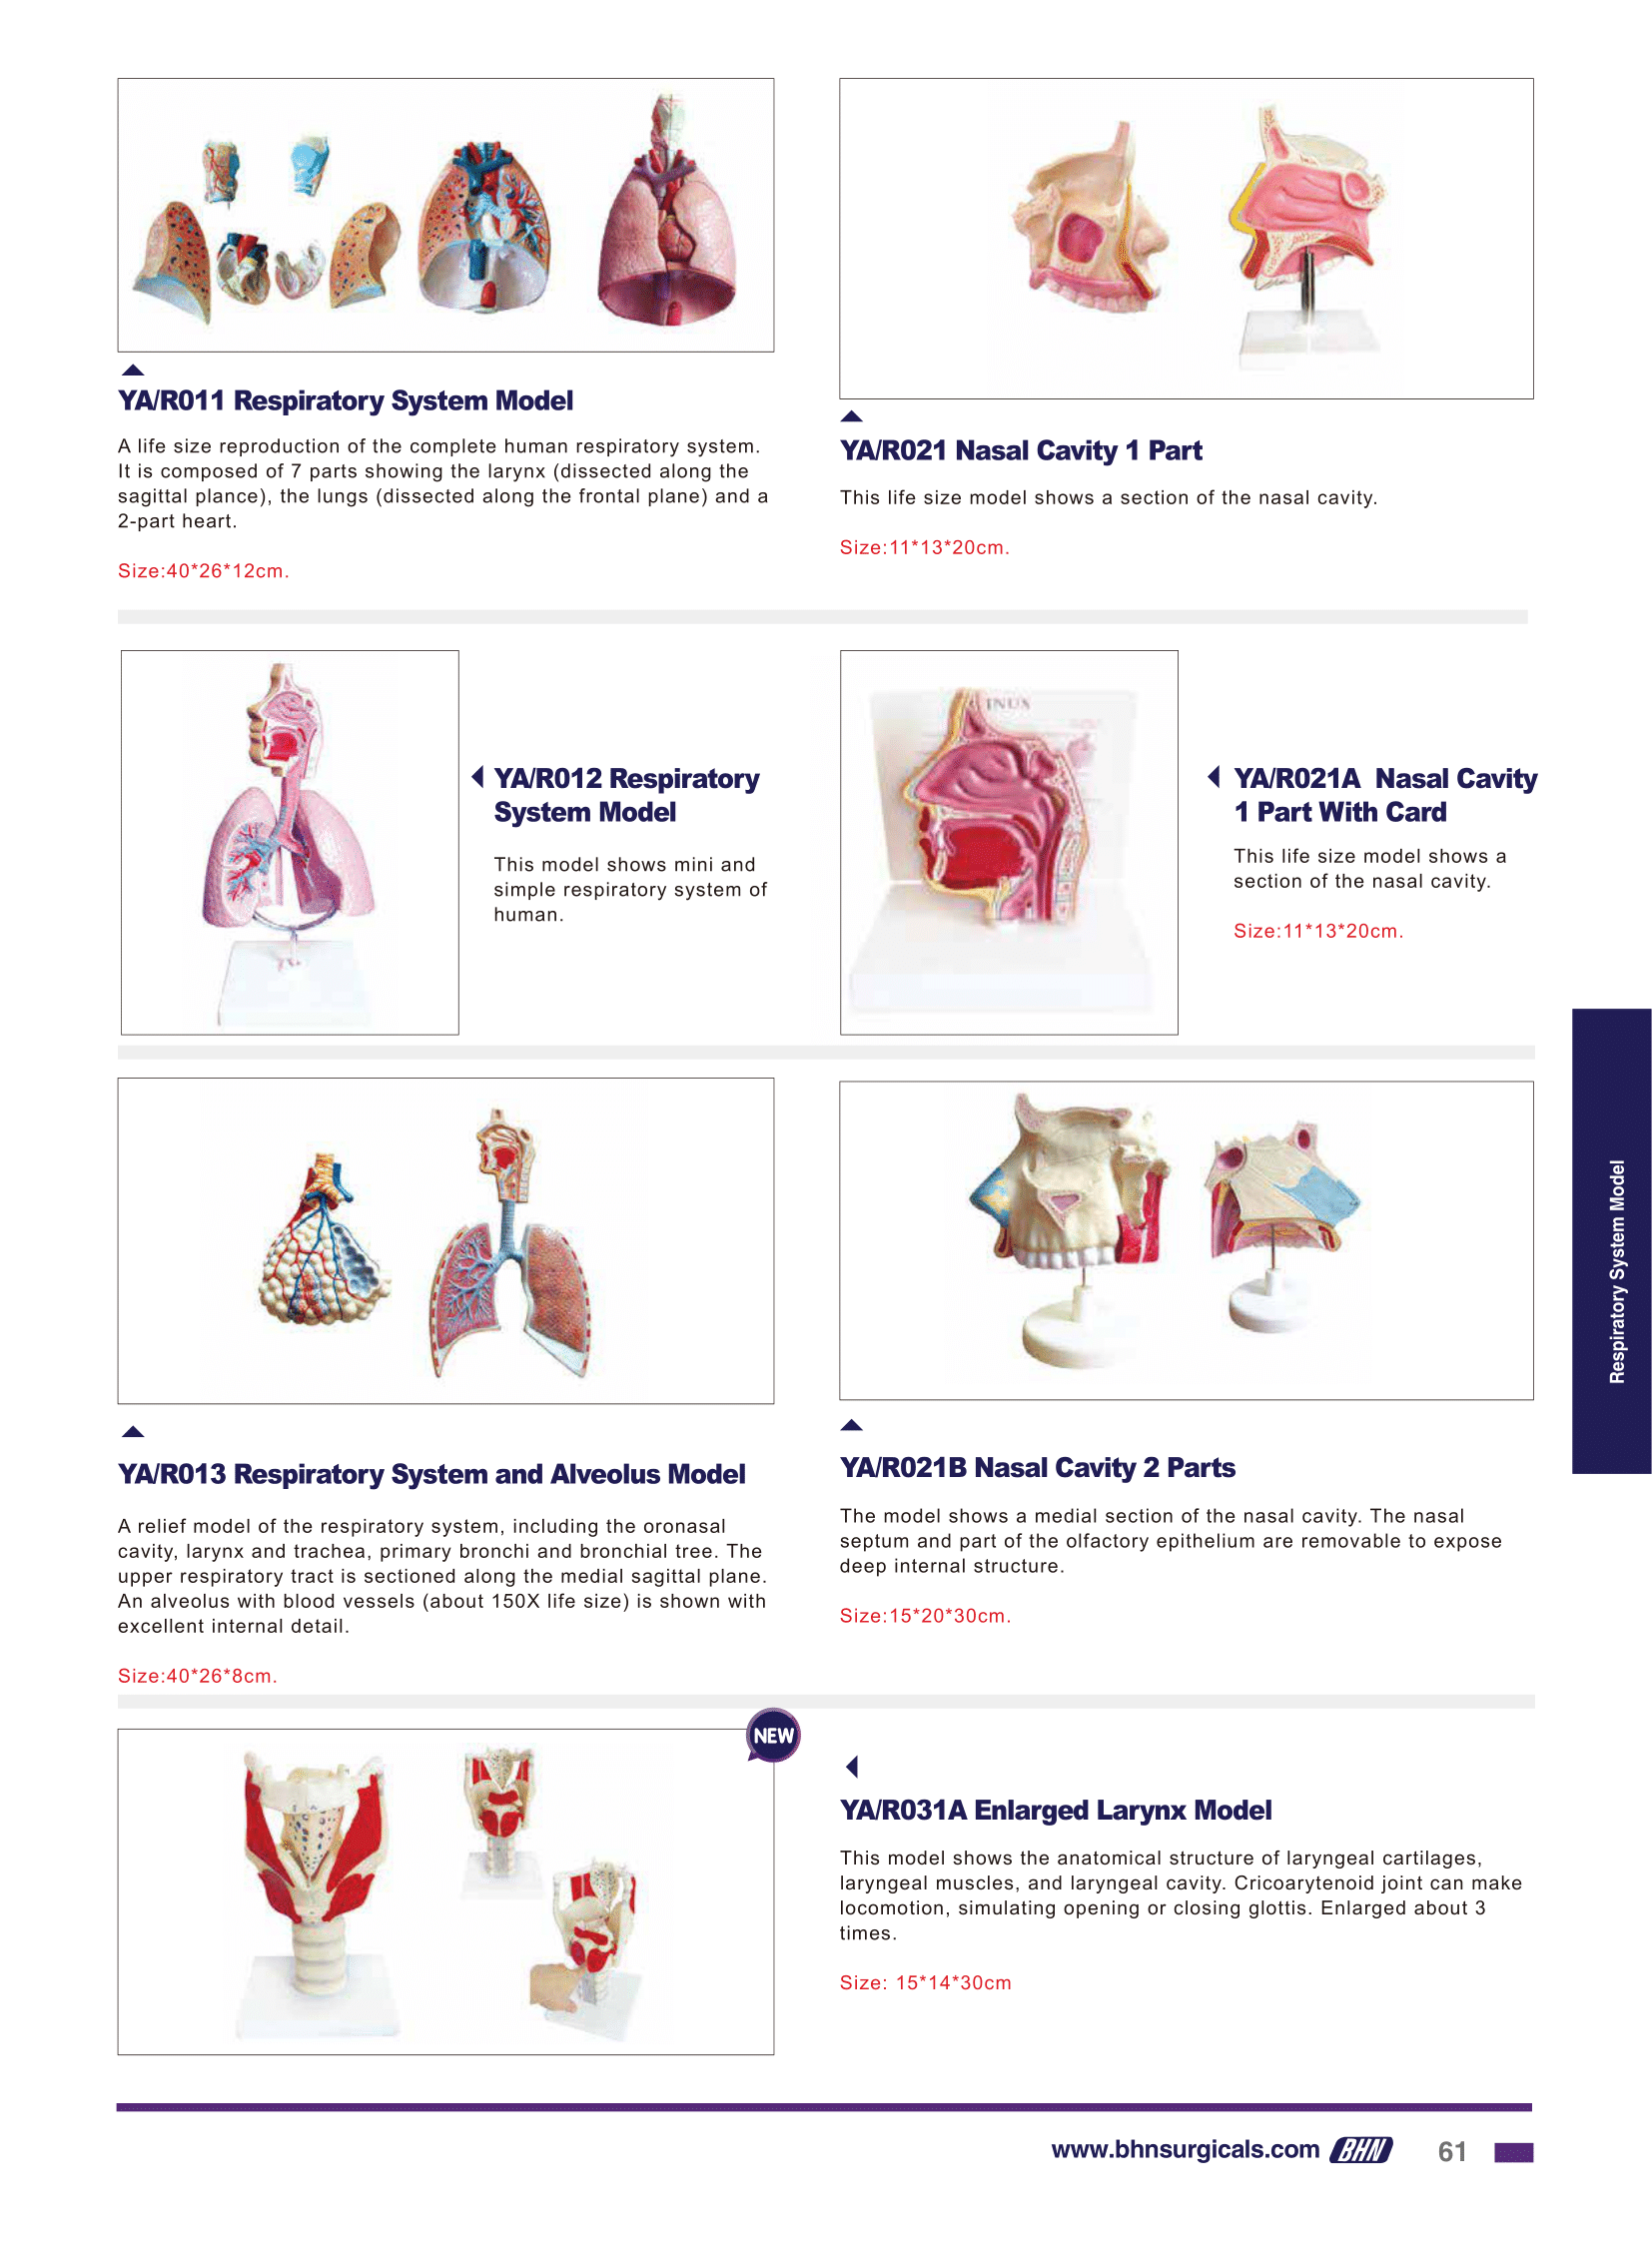 YA/R011 Respiratory System Model
A life size reproduction of the complete human respiratory system.
It is composed of 7 parts showing the larynx (dissected along the
sagittal plance), the lungs (dissected along the frontal plane) and a
2-part heart.
Size:40*26*12cm.
YA/R021 Nasal Cavity 1 Part
This life size model shows a section of the nasal cavity.
Size:11*13*20cm.
YA/R012 Respiratory
System Model
This model shows mini and
simple respiratory system of
human.
INUS
YA/R021A  Nasal Cavity
1 Part With Card
This life size model shows a
section of the nasal cavity.
Size:11*13*20cm.
YA/R013 Respiratory System and Alveolus Model
A relief model of the respiratory system, including the oronasal
cavity, larynx and trachea, primary bronchi and bronchial tree. The
upper respiratory tract is sectioned along the medial sagittal plane.
An alveolus with blood vessels (about 150X life size) is shown with
excellent internal detail.
Size:40*26*8cm.
YA/R021B Nasal Cavity 2 Parts
The model shows a medial section of the nasal cavity. The nasal
septum and part of the olfactory epithelium are removable to expose
deep internal structure.
Size:15*20*30cm.
Respiratory System Model
NEW
YA/R031A Enlarged Larynx Model
This model shows the anatomical structure of laryngeal cartilages,
laryngeal muscles, and laryngeal cavity. Cricoarytenoid joint can make
locomotion, simulating opening or closing glottis. Enlarged about 3
times.
Size: 15*14*30cm
www.bhnsurgicals.com BHN 61